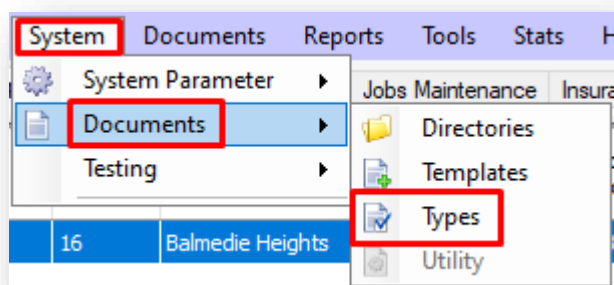 System Documents Reports Tools Stats
System Parameter
Jobs Maintenance
Documents
Directories
Testing
Templates
Types
16 Balmedie Heights
Utility